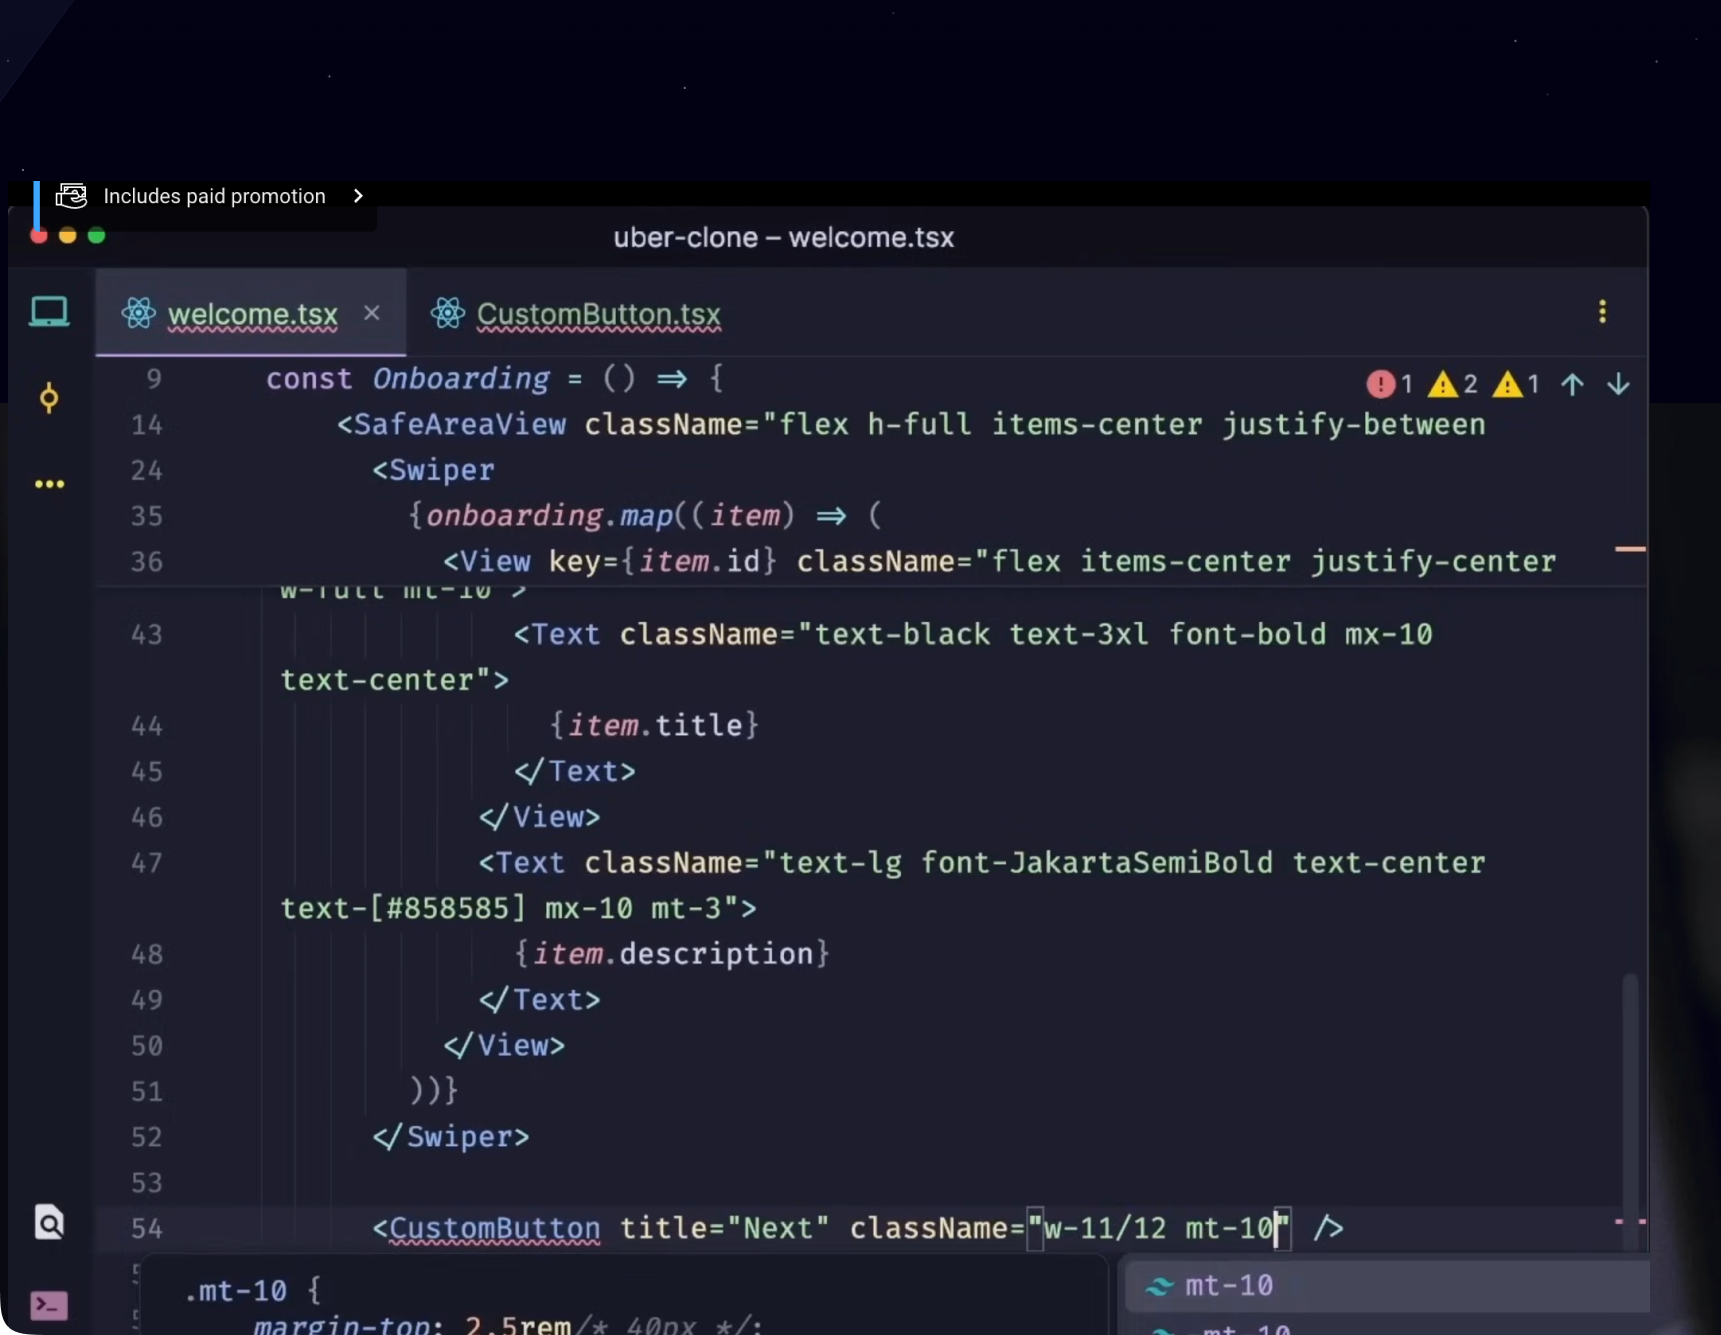 Includes paid promotion
uber-clone – welcome.tsx
welcome.tsx × CustomButton.tsx
9 const Onboarding = () => {
1 2 1
14 <SafeAreaView className="flex h-full items-center justify-between
24 <Swiper
35 {onboarding.map((item) => (
36 <View key={item.id} className="flex items-center justify-center
w-full mt-10">
43 <Text className="text-black text-3xl font-bold mx-10
text-center">
44 {item.title}
45 </Text>
46 </View>
47 <Text className="text-lg font-JakartaSemiBold text-center
text-[#858585] mx-10 mt-3">
48 {item.description}
49 </Text>
50 </View>
51 ))}
52 </Swiper>
53
54 <CustomButton title="Next" className="w-11/12 mt-10" />
.mt-10 {
margin-top: 2.5rem/* 40px */;
mt-10
-mt-10